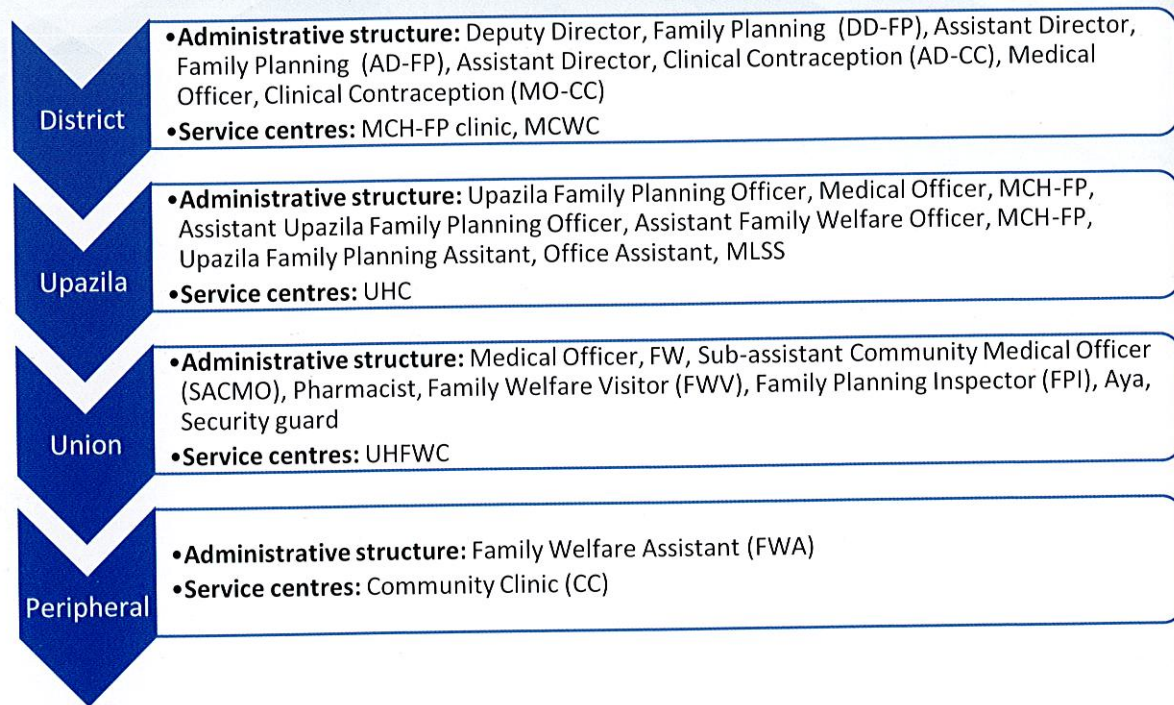 District
•Administrative structure: Deputy Director, Family Planning (DD-FP), Assistant Director,
Family Planning (AD-FP), Assistant Director, Clinical Contraception (AD-CC), Medical
Officer, Clinical Contraception (MO-CC)
•Service centres: MCH-FP clinic, MCWC
Upazila
•Administrative structure: Upazila Family Planning Officer, Medical Officer, MCH-FP,
Assistant Upazila Family Planning Officer, Assistant Family Welfare Officer, MCH-FP,
Upazila Family Planning Assitant, Office Assistant, MLSS
•Service centres: UHC
Union
•Administrative structure: Medical Officer, FW, Sub-assistant Community Medical Officer
(SACMO), Pharmacist, Family Welfare Visitor (FWV), Family Planning Inspector (FPI), Aya,
Security guard
•Service centres: UHFWC
Peripheral
•Administrative structure: Family Welfare Assistant (FWA)
•Service centres: Community Clinic (CC)